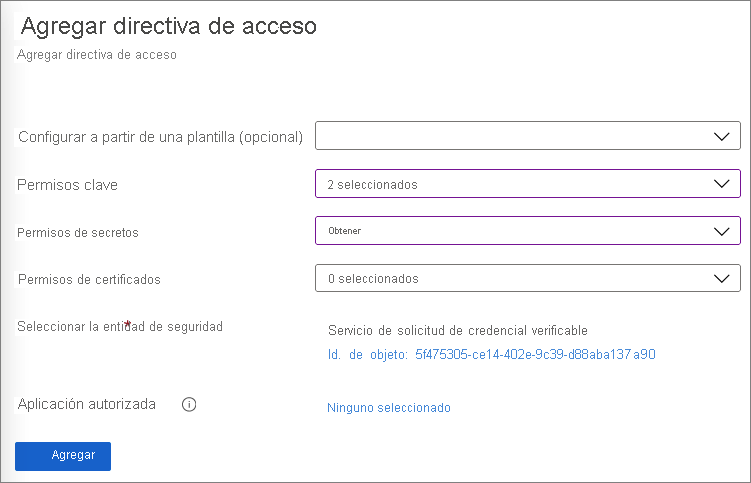 Agregar directiva de acceso
Agregar directiva de acceso
Configurar a partir de una plantilla (opcional)
Permisos clave
2 seleccionados
Permisos de secretos
Obtener
Permisos de certificados
0 seleccionados
Seleccionar la entidad de seguridad *
Servicio de solicitud de credencial verificable
Id. de objeto: 5f475305-ce14-402e-9c39-d88aba137a90
Aplicación autorizada
Ninguno seleccionado
Agregar